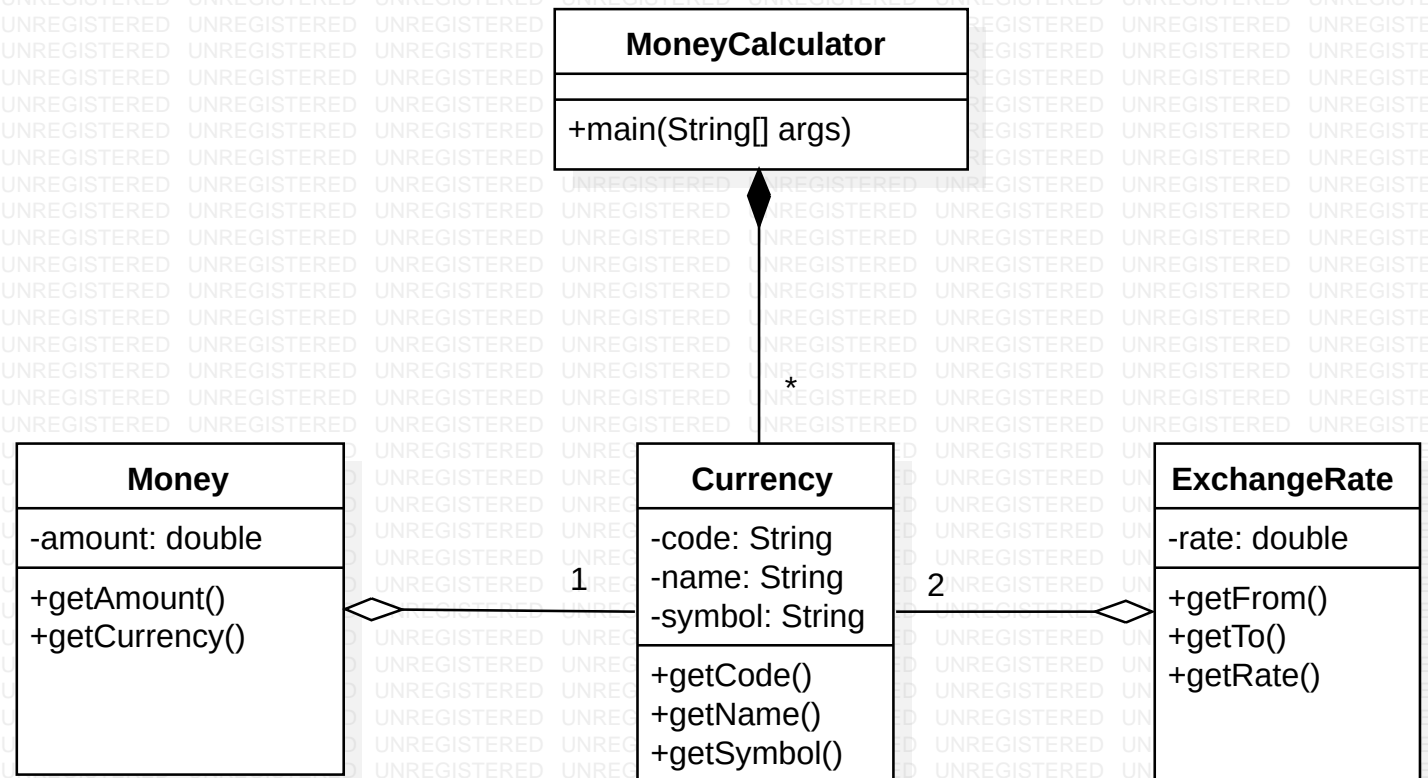 MoneyCalculator
+main(String[] args)
*
Money
-amount: double
+getAmount()
+getCurrency()
1
Currency
-code: String
-name: String
-symbol: String
+getCode()
+getName()
+getSymbol()
2
ExchangeRate
-rate: double
+getFrom()
+getTo()
+getRate()
UNREGISTERED